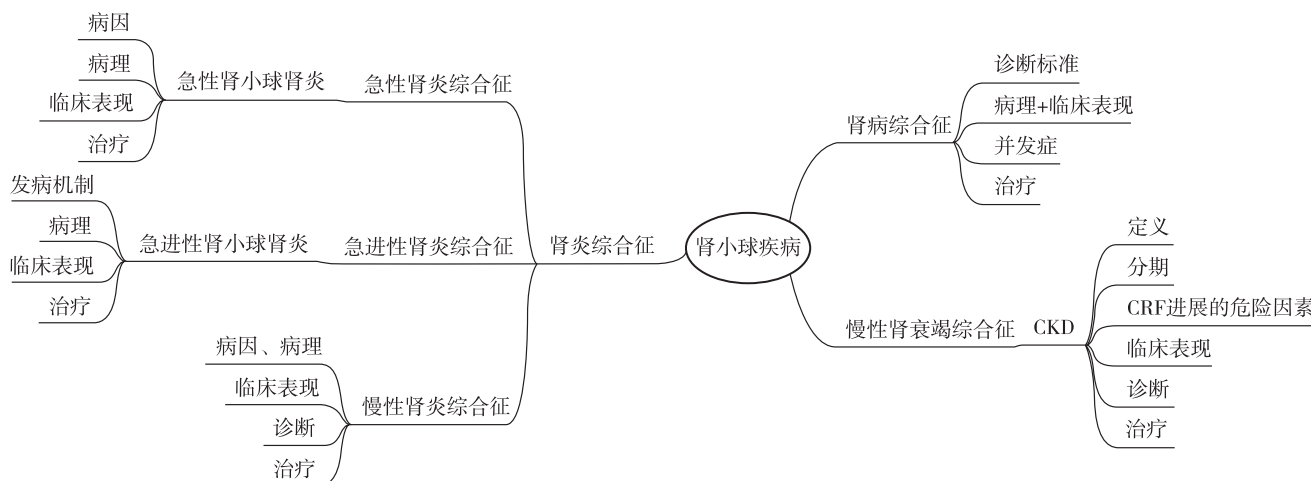 病因
病理
临床表现
治疗
急性肾小球肾炎
急性肾炎综合征
发病机制
病理
临床表现
治疗
急进性肾小球肾炎
急进性肾炎综合征
病因、病理
临床表现
诊断
治疗
慢性肾炎综合征
肾炎综合征
肾小球疾病
肾病综合征
诊断标准
病理+临床表现
并发症
治疗
慢性肾衰竭综合征
CKD
定义
分期
CRF进展的危险因素
临床表现
诊断
治疗